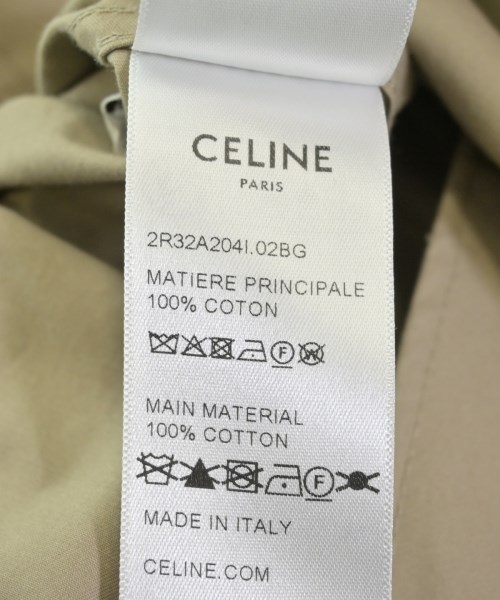 CELINE
PARIS
2R32A204I.02BG
MATIERE PRINCIPALE
100% COTON
F W
MAIN MATERIAL
100% COTTON
F
MADE IN ITALY
CELINE.COM